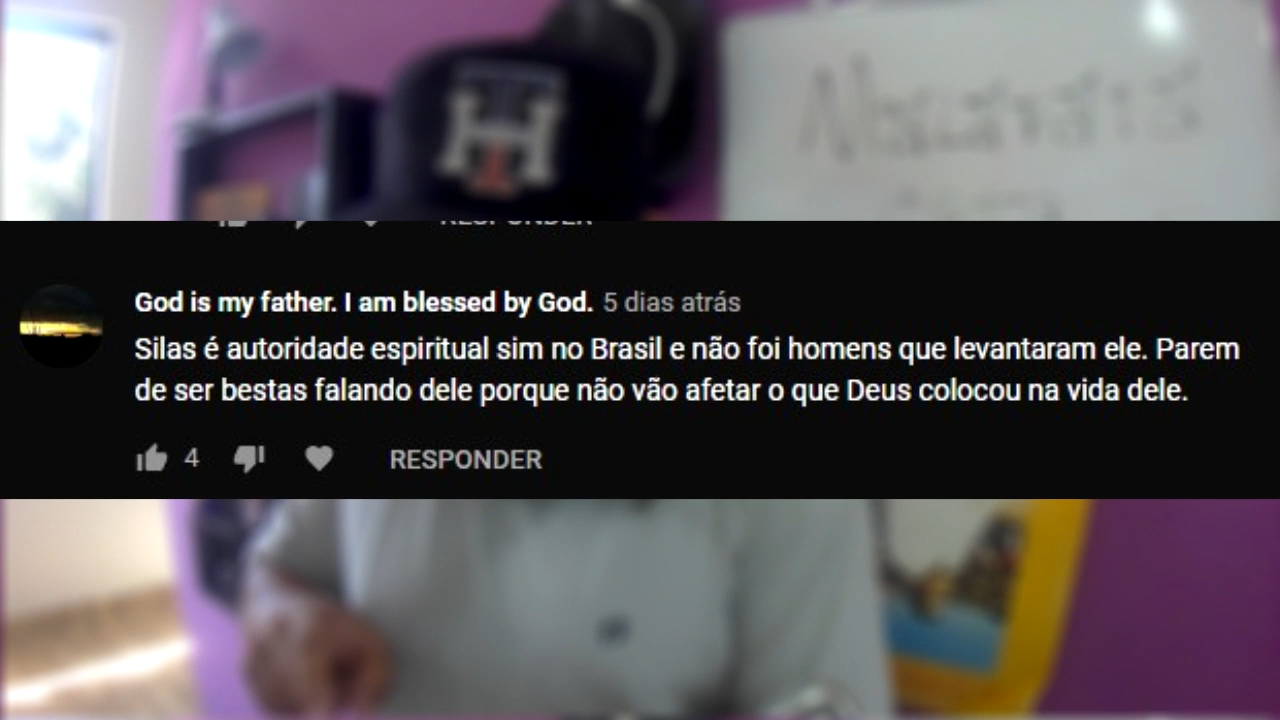 RESPONDER
God is my father. I am blessed by God. 5 dias atrás
Silas é autoridade espiritual sim no Brasil e não foi homens que levantaram ele. Parem
de ser bestas falando dele porque não vão afetar o que Deus colocou na vida dele.
4
RESPONDER